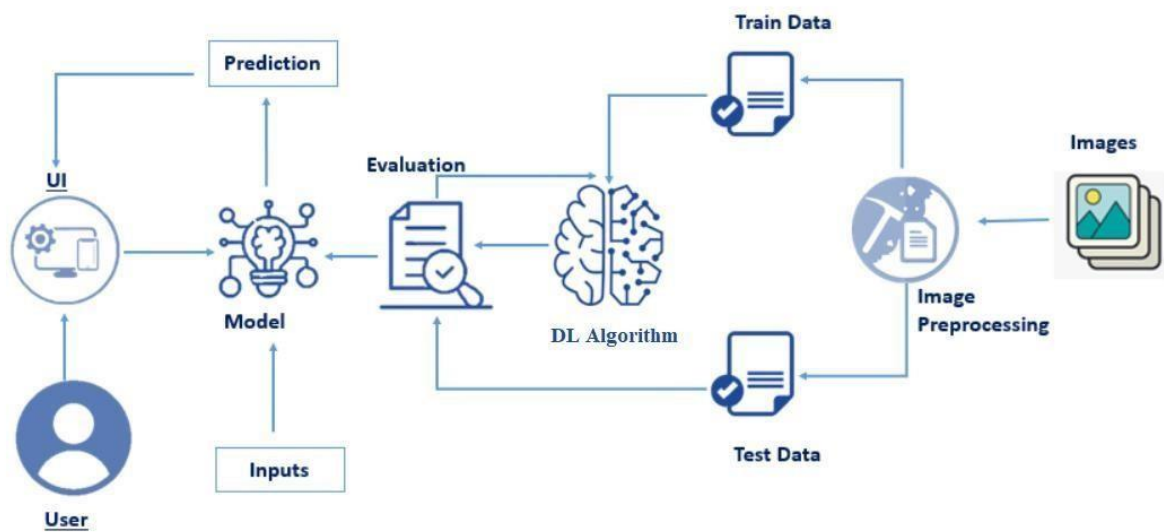 Train Data
Prediction
Images
Evaluation
UI
Image
Preprocessing
Model
DL Algorithm
Test Data
Inputs
User